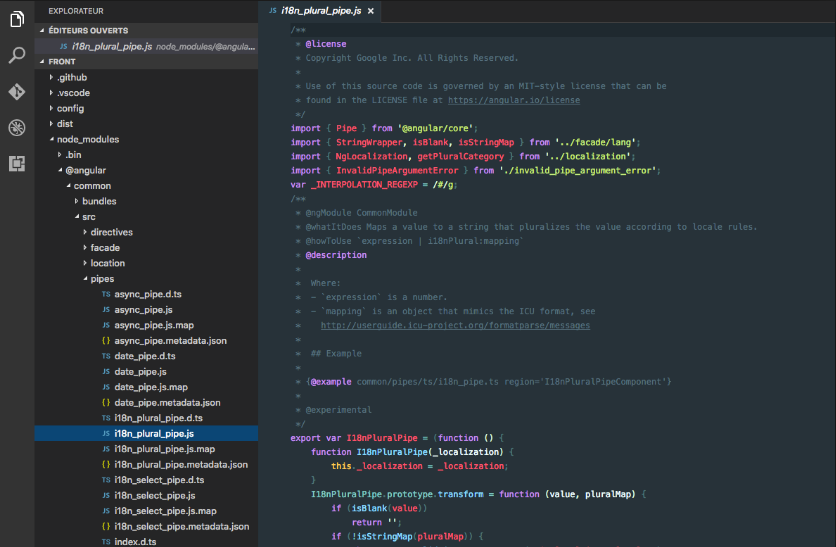 EXPLORATEUR
ÉDITEURS OUVERTS
JS i18n_plural_pipe.js node_modules/@angula...
FRONT
.github
.vscode
config
dist
node_modules
.bin
@angular
common
bundles
src
directives
facade
location
pipes
TS async_pipe.d.ts
JS async_pipe.js
JS async_pipe.js.map
{} async_pipe.metadata.json
TS date_pipe.d.ts
JS date_pipe.js
JS date_pipe.js.map
{} date_pipe.metadata.json
TS i18n_plural_pipe.d.ts
JS i18n_plural_pipe.js
JS i18n_plural_pipe.js.map
{} i18n_plural_pipe.metadata.json
TS i18n_select_pipe.d.ts
JS i18n_select_pipe.js
JS i18n_select_pipe.js.map
{} i18n_select_pipe.metadata.json
TS index.d.ts
JS i18n_plural_pipe.js ×
/**
* @license
* Copyright Google Inc. All Rights Reserved.
*
* Use of this source code is governed by an MIT-style license that can be
* found in the LICENSE file at https://angular.io/license
*/
import { Pipe } from '@angular/core';
import { StringWrapper, isBlank, isStringMap } from '../facade/lang';
import { NgLocalization, getPluralCategory } from '../localization';
import { InvalidPipeArgumentError } from './invalid_pipe_argument_error';
var _INTERPOLATION_REGEXP = /#/g;
/**
* @ngModule CommonModule
* @whatItDoes Maps a value to a string that pluralizes the value according to locale rules.
* @howToUse `expression | i18nPlural:mapping`
* @description
*
*  Where:
*  - `expression` is a number.
*  - `mapping` is an object that mimics the ICU format, see
*    http://userguide.icu-project.org/formatparse/messages
*
*  ## Example
*
* {@example common/pipes/ts/i18n_pipe.ts region='I18nPluralPipeComponent'}
*
* @experimental
*/
export var I18nPluralPipe = (function () {
function I18nPluralPipe(_localization) {
this._localization = _localization;
}
I18nPluralPipe.prototype.transform = function (value, pluralMap) {
if (isBlank(value))
return '';
if (!isStringMap(pluralMap)) {